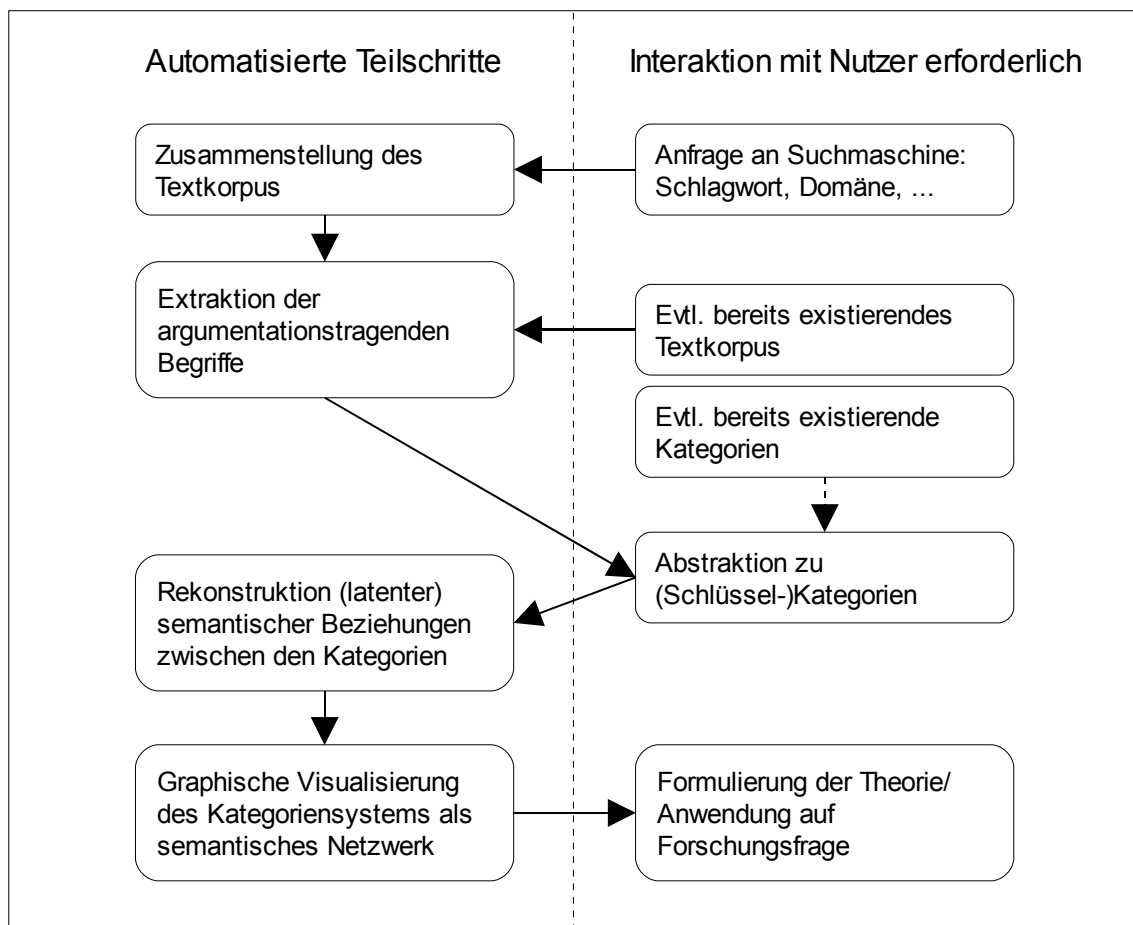 Automatisierte Teilschritte
Interaktion mit Nutzer erforderlich
Zusammenstellung des
Textkorpus
Anfrage an Suchmaschine:
Schlagwort, Domäne, ...
Extraktion der
argumentationstragenden
Begriffe
Evtl. bereits existierendes
Textkorpus
Evtl. bereits existierende
Kategorien
Abstraktion zu
(Schlüssel-)Kategorien
Rekonstruktion (latenter)
semantischer Beziehungen
zwischen den Kategorien
Graphische Visualisierung
des Kategoriensystems als
semantisches Netzwerk
Formulierung der Theorie/
Anwendung auf
Forschungsfrage